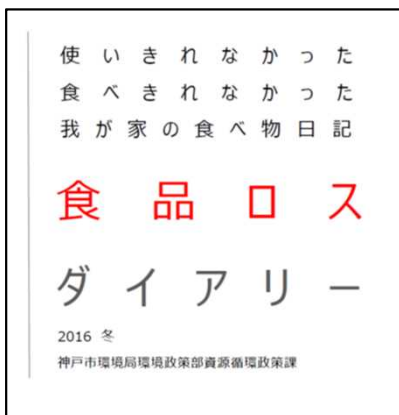 使いきれなかった
食べきれなかった
我が家の食べ物日記
食品ロス
ダイアリー
2016 冬
神戸市環境局環境政策部資源循環政策課